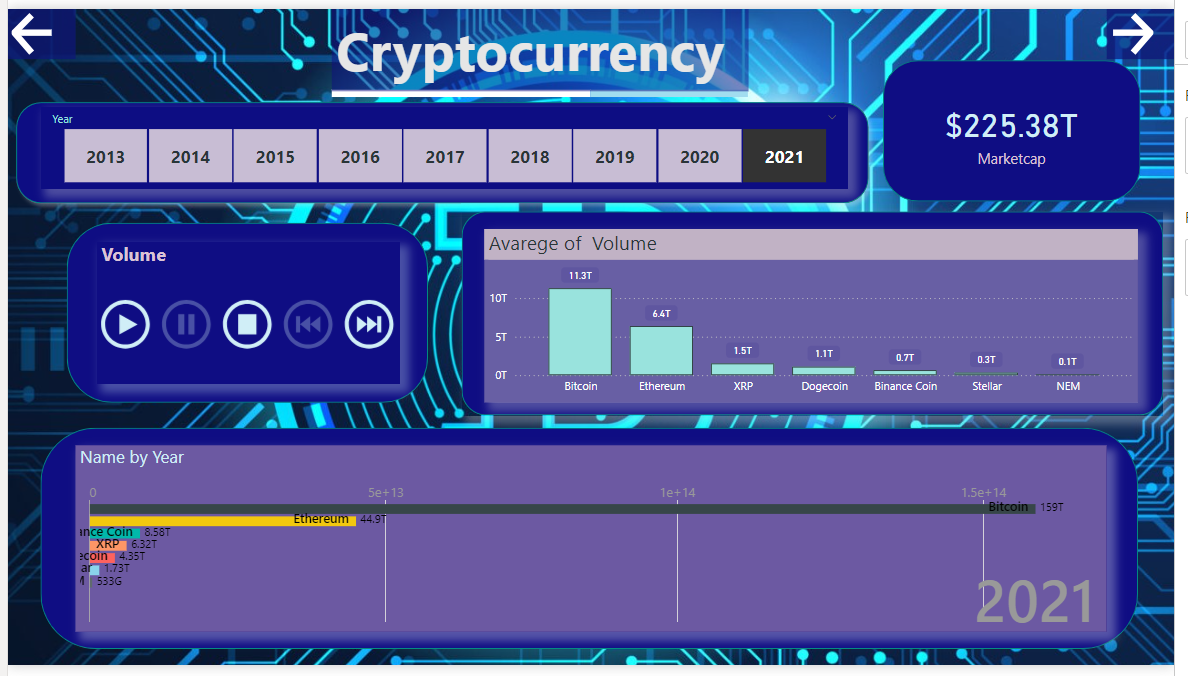 Cryptocurrency
Year
2013 2014 2015 2016 2017 2018 2019 2020 2021
$225.38T
Marketcap
Volume
Avarege of Volume
11.3T
10T
6.4T
5T
1.5T
1.1T
0.7T
0.3T
0.1T
0T
Bitcoin Ethereum XRP Dogecoin Binance Coin Stellar NEM
Name by Year
0 5e+13 1e+14 1.5e+14
Bitcoin 159T
Ethereum 44.9T
nce Coin 8.58T
XRP 6.32T
ecoin 4.35T
1.73T
533G
2021